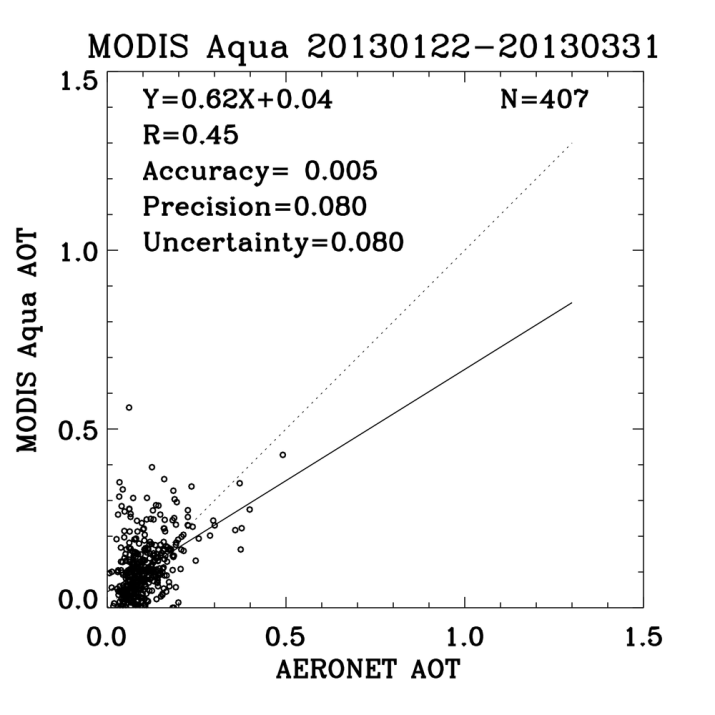 MODIS Aqua 20130122-20130331
1.5
Y=0.62X+0.04 N=407
R=0.45
Accuracy= 0.005
Precision=0.080
Uncertainty=0.080
1.0
MODIS Aqua AOT
0.5
0.0
0.0 0.5 1.0 1.5
AERONET AOT